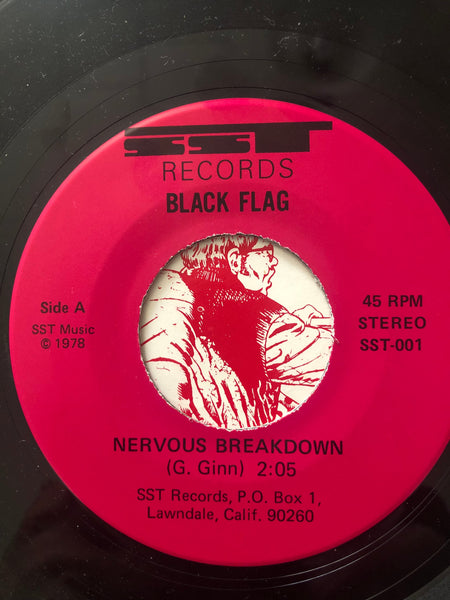 SST
RECORDS
BLACK FLAG
Side A
SST Music
© 1978
45 RPM
STEREO
SST-001
NERVOUS BREAKDOWN
(G. Ginn) 2:05
SST Records, P.O. Box 1,
Lawndale, Calif. 90260